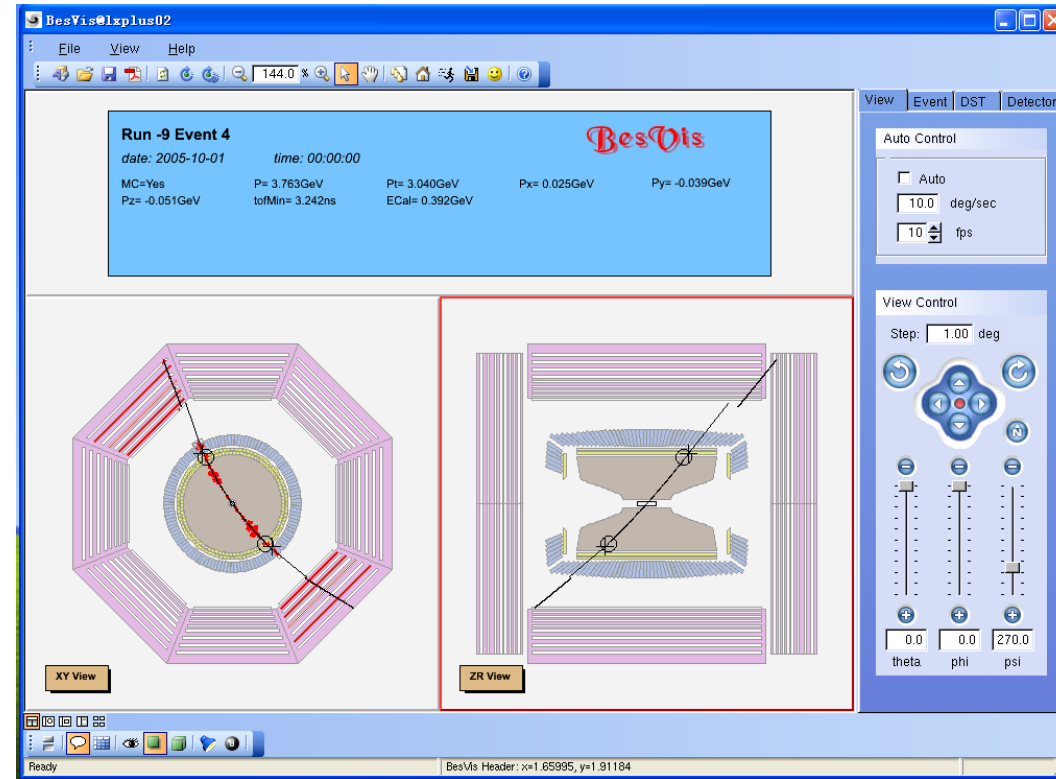 BesVis@lxplus02
File View Help
144.0 %
Run -9 Event 4
BesVis
date: 2005-10-01 time: 00:00:00
MC=Yes P= 3.763GeV Pt= 3.040GeV Px= 0.025GeV Py= -0.039GeV
Pz= -0.051GeV tofMin= 3.242ns ECal= 0.392GeV
View Event DST Detector
Auto Control
Auto
10.0 deg/sec
10 fps
View Control
Step: 1.00 deg
N
0.0 0.0 270.0
theta phi psi
XY View
ZR View
Ready BesVis Header: x=1.65995, y=1.91184